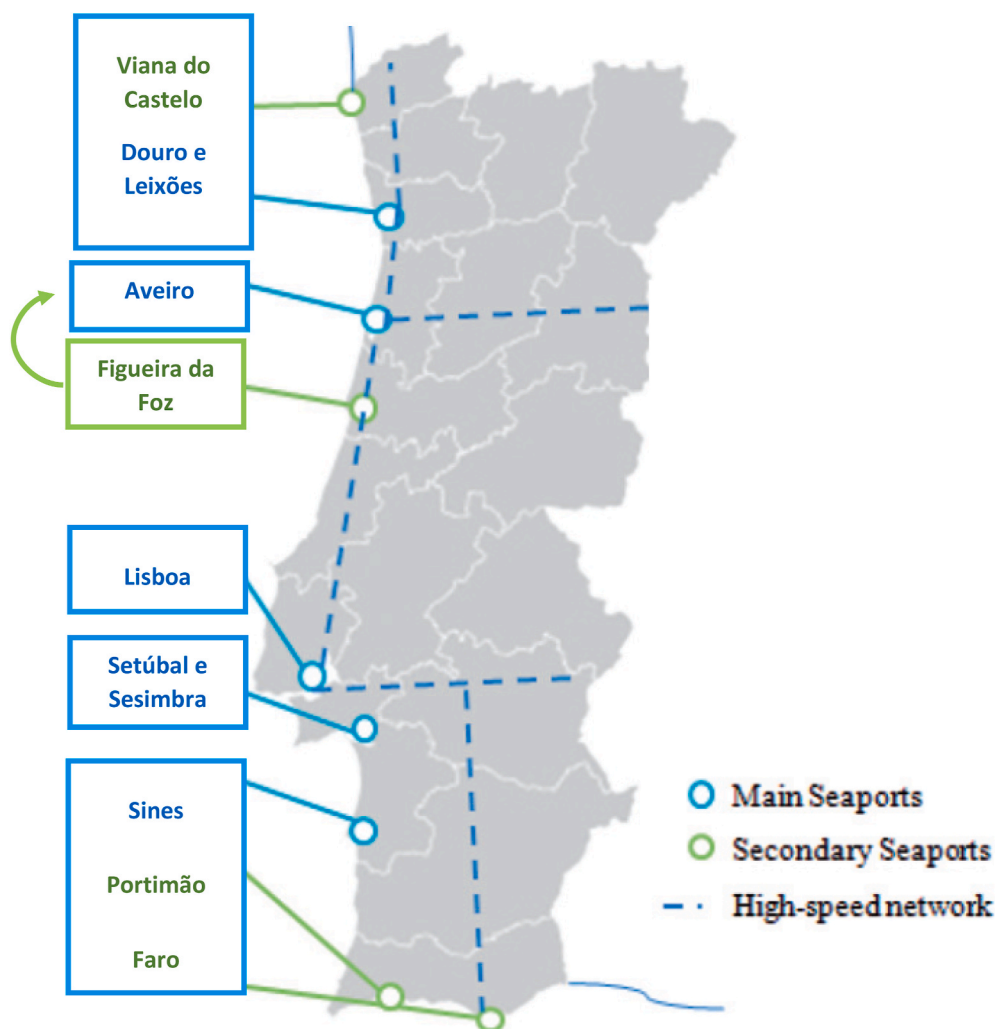 Viana do
Castelo
Douro e
Leixões
Aveiro
Figueira da
Foz
Lisboa
Setúbal e
Sesimbra
Sines
Portimão
Faro
Main Seaports
Secondary Seaports
High-speed network